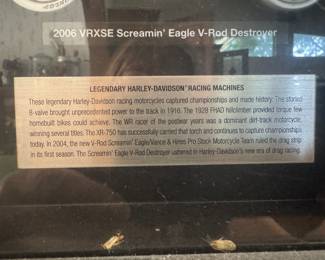 2006 VRXSE Screamin' Eagle V-Rod Destroyer
LEGENDARY HARLEY-DAVIDSON® RACING MACHINES
These legendary Harley-Davidson racing motorcycles captured championships and made history. The storied
8-valve brought unprecedented power to the track in 1916. The 1928 FHAD hillclimber provided torque few
homebuilt bikes could achieve. The WR racer of the postwar years was a dominant dirt-track motorcycle,
winning several titles. The XR-750 has successfully carried that torch and continues to capture championships
today. In 2004, the new V-Rod Screamin' Eagle/Vance & Hines Pro Stock Motorcycle Team ruled the drag strip
in its first season. The Screamin' Eagle V-Rod Destroyer ushered in Harley-Davidson's new era of drag racing.